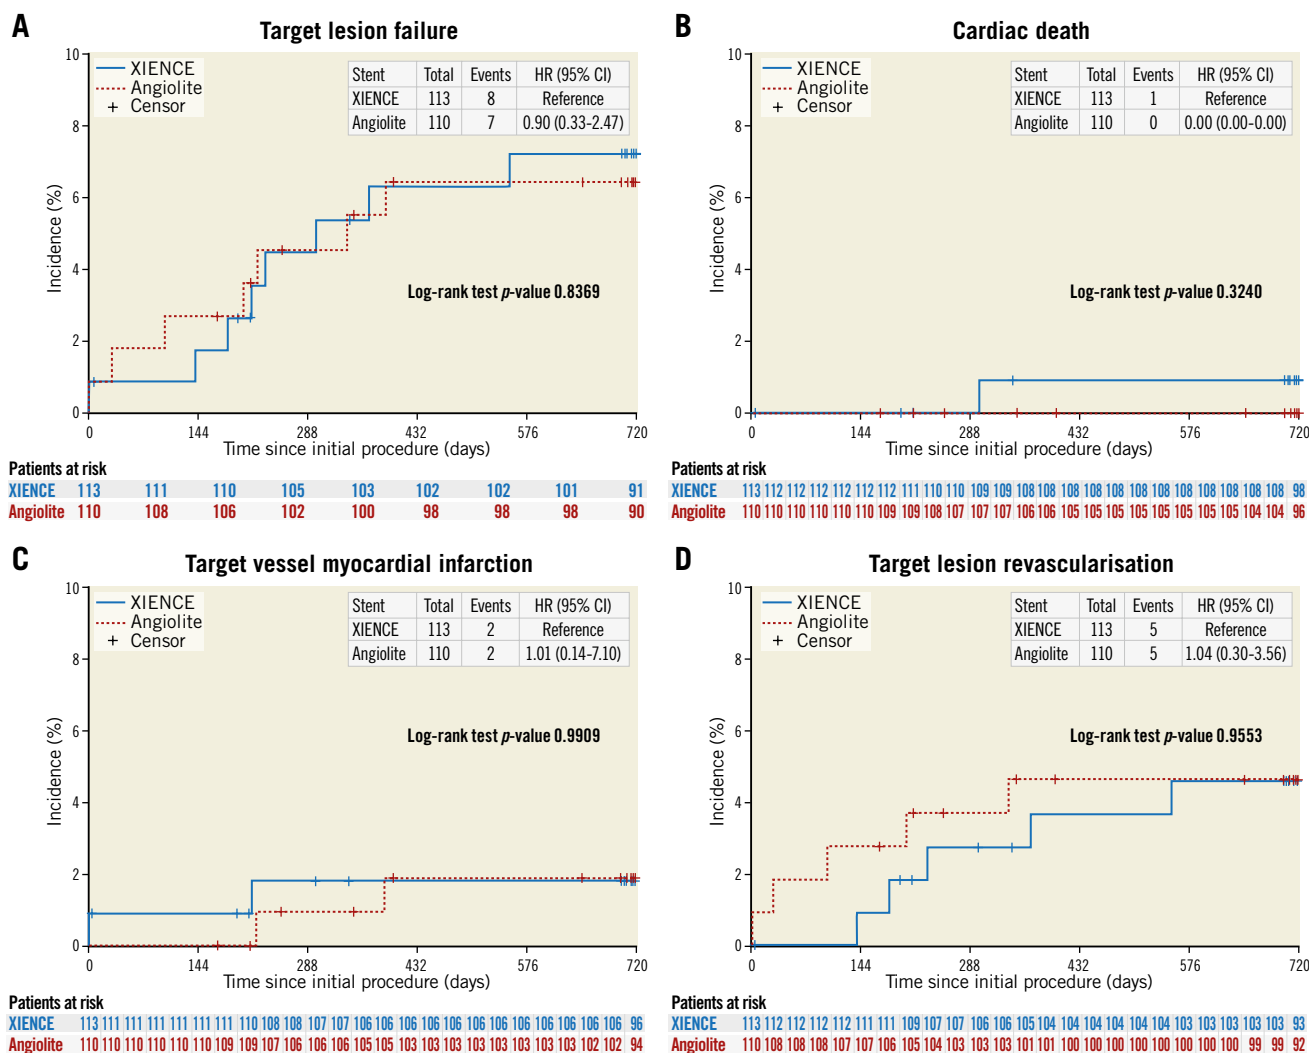 A
Target lesion failure
10
8
6
4
2
0
Incidence (%)
XIENCE
Angiolite
+ Censor
Stent Total Events HR (95% CI)
XIENCE 113 8 Reference
Angiolite 110 7 0.90 (0.33-2.47)
Log-rank test p-value 0.8369
0 144 288 432 576 720
Time since initial procedure (days)
Patients at risk
XIENCE 113 111 110 105 103 102 102 101 91
Angiolite 110 108 106 102 100 98 98 98 90
B
Cardiac death
10
8
6
4
2
0
Incidence (%)
XIENCE
Angiolite
+ Censor
Stent Total Events HR (95% CI)
XIENCE 113 1 Reference
Angiolite 110 0 0.00 (0.00-0.00)
Log-rank test p-value 0.3240
0 144 288 432 576 720
Time since initial procedure (days)
Patients at risk
XIENCE 113 112 112 112 112 112 112 111 110 110 109 109 108 108 108 108 108 108 108 108 108 108 108 108 108 98
Angiolite 110 110 110 110 110 110 109 109 108 107 107 107 106 106 105 105 105 105 105 105 105 105 105 104 104 96
C
Target vessel myocardial infarction
10
8
6
4
2
0
Incidence (%)
XIENCE
Angiolite
+ Censor
Stent Total Events HR (95% CI)
XIENCE 113 2 Reference
Angiolite 110 2 1.01 (0.14-7.10)
Log-rank test p-value 0.9909
0 144 288 432 576 720
Time since initial procedure (days)
Patients at risk
XIENCE 113 111 111 111 111 111 111 110 108 108 107 107 106 106 106 106 106 106 106 106 106 106 106 106 106 96
Angiolite 110 110 110 110 110 110 109 109 107 106 106 106 105 105 103 103 103 103 103 103 103 103 103 102 102 94
D
Target lesion revascularisation
10
8
6
4
2
0
Incidence (%)
XIENCE
Angiolite
+ Censor
Stent Total Events HR (95% CI)
XIENCE 113 5 Reference
Angiolite 110 5 1.04 (0.30-3.56)
Log-rank test p-value 0.9553
0 144 288 432 576 720
Time since initial procedure (days)
Patients at risk
XIENCE 113 112 112 112 112 111 111 109 107 107 106 106 105 104 104 104 104 104 104 104 103 103 103 103 103 93
Angiolite 110 108 108 108 107 107 106 105 104 103 103 103 101 101 100 100 100 100 100 100 100 100 100 99 99 92